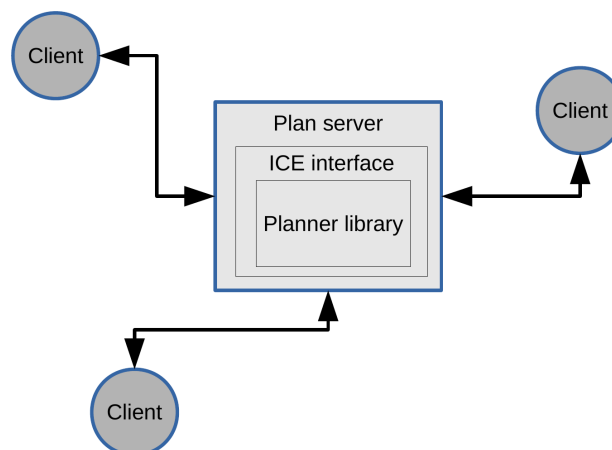 Client
Plan server
Client
ICE interface
Planner library
Client